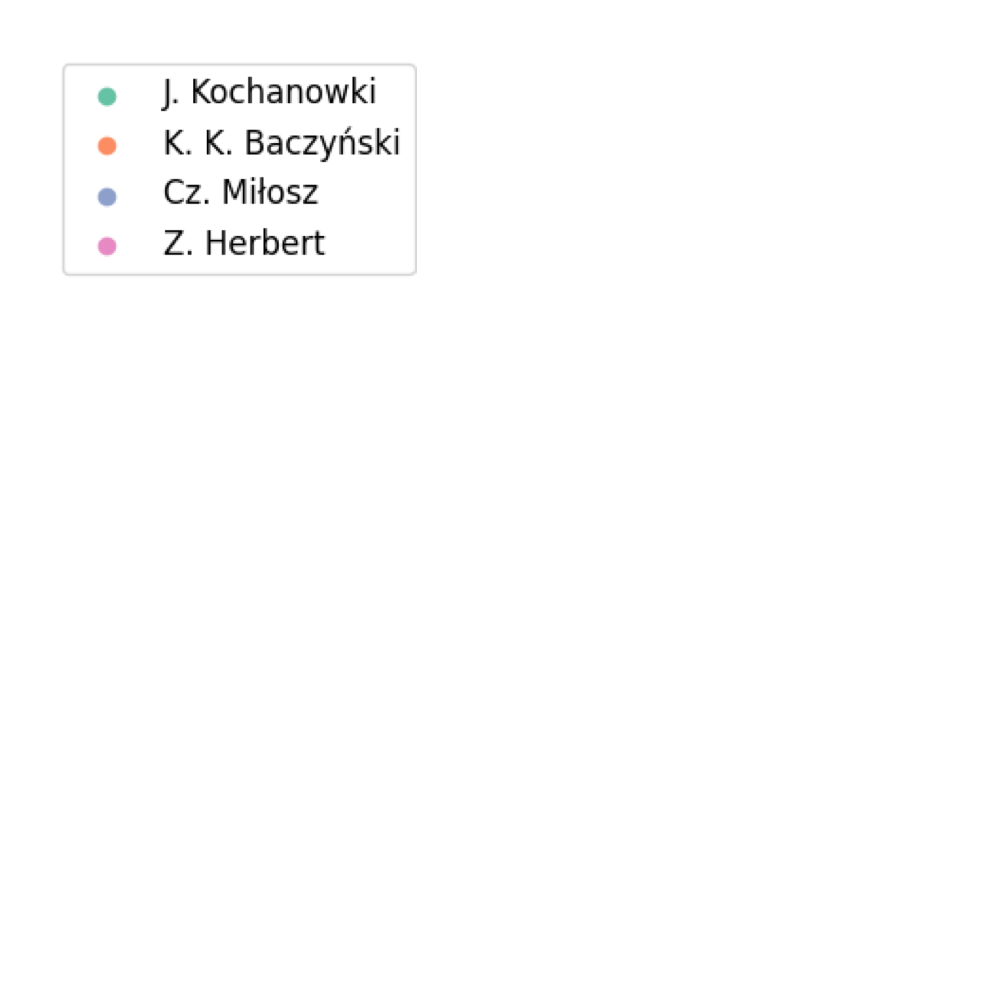 J. Kochanowki
K. K. Baczyński
Cz. Miłosz
Z. Herbert